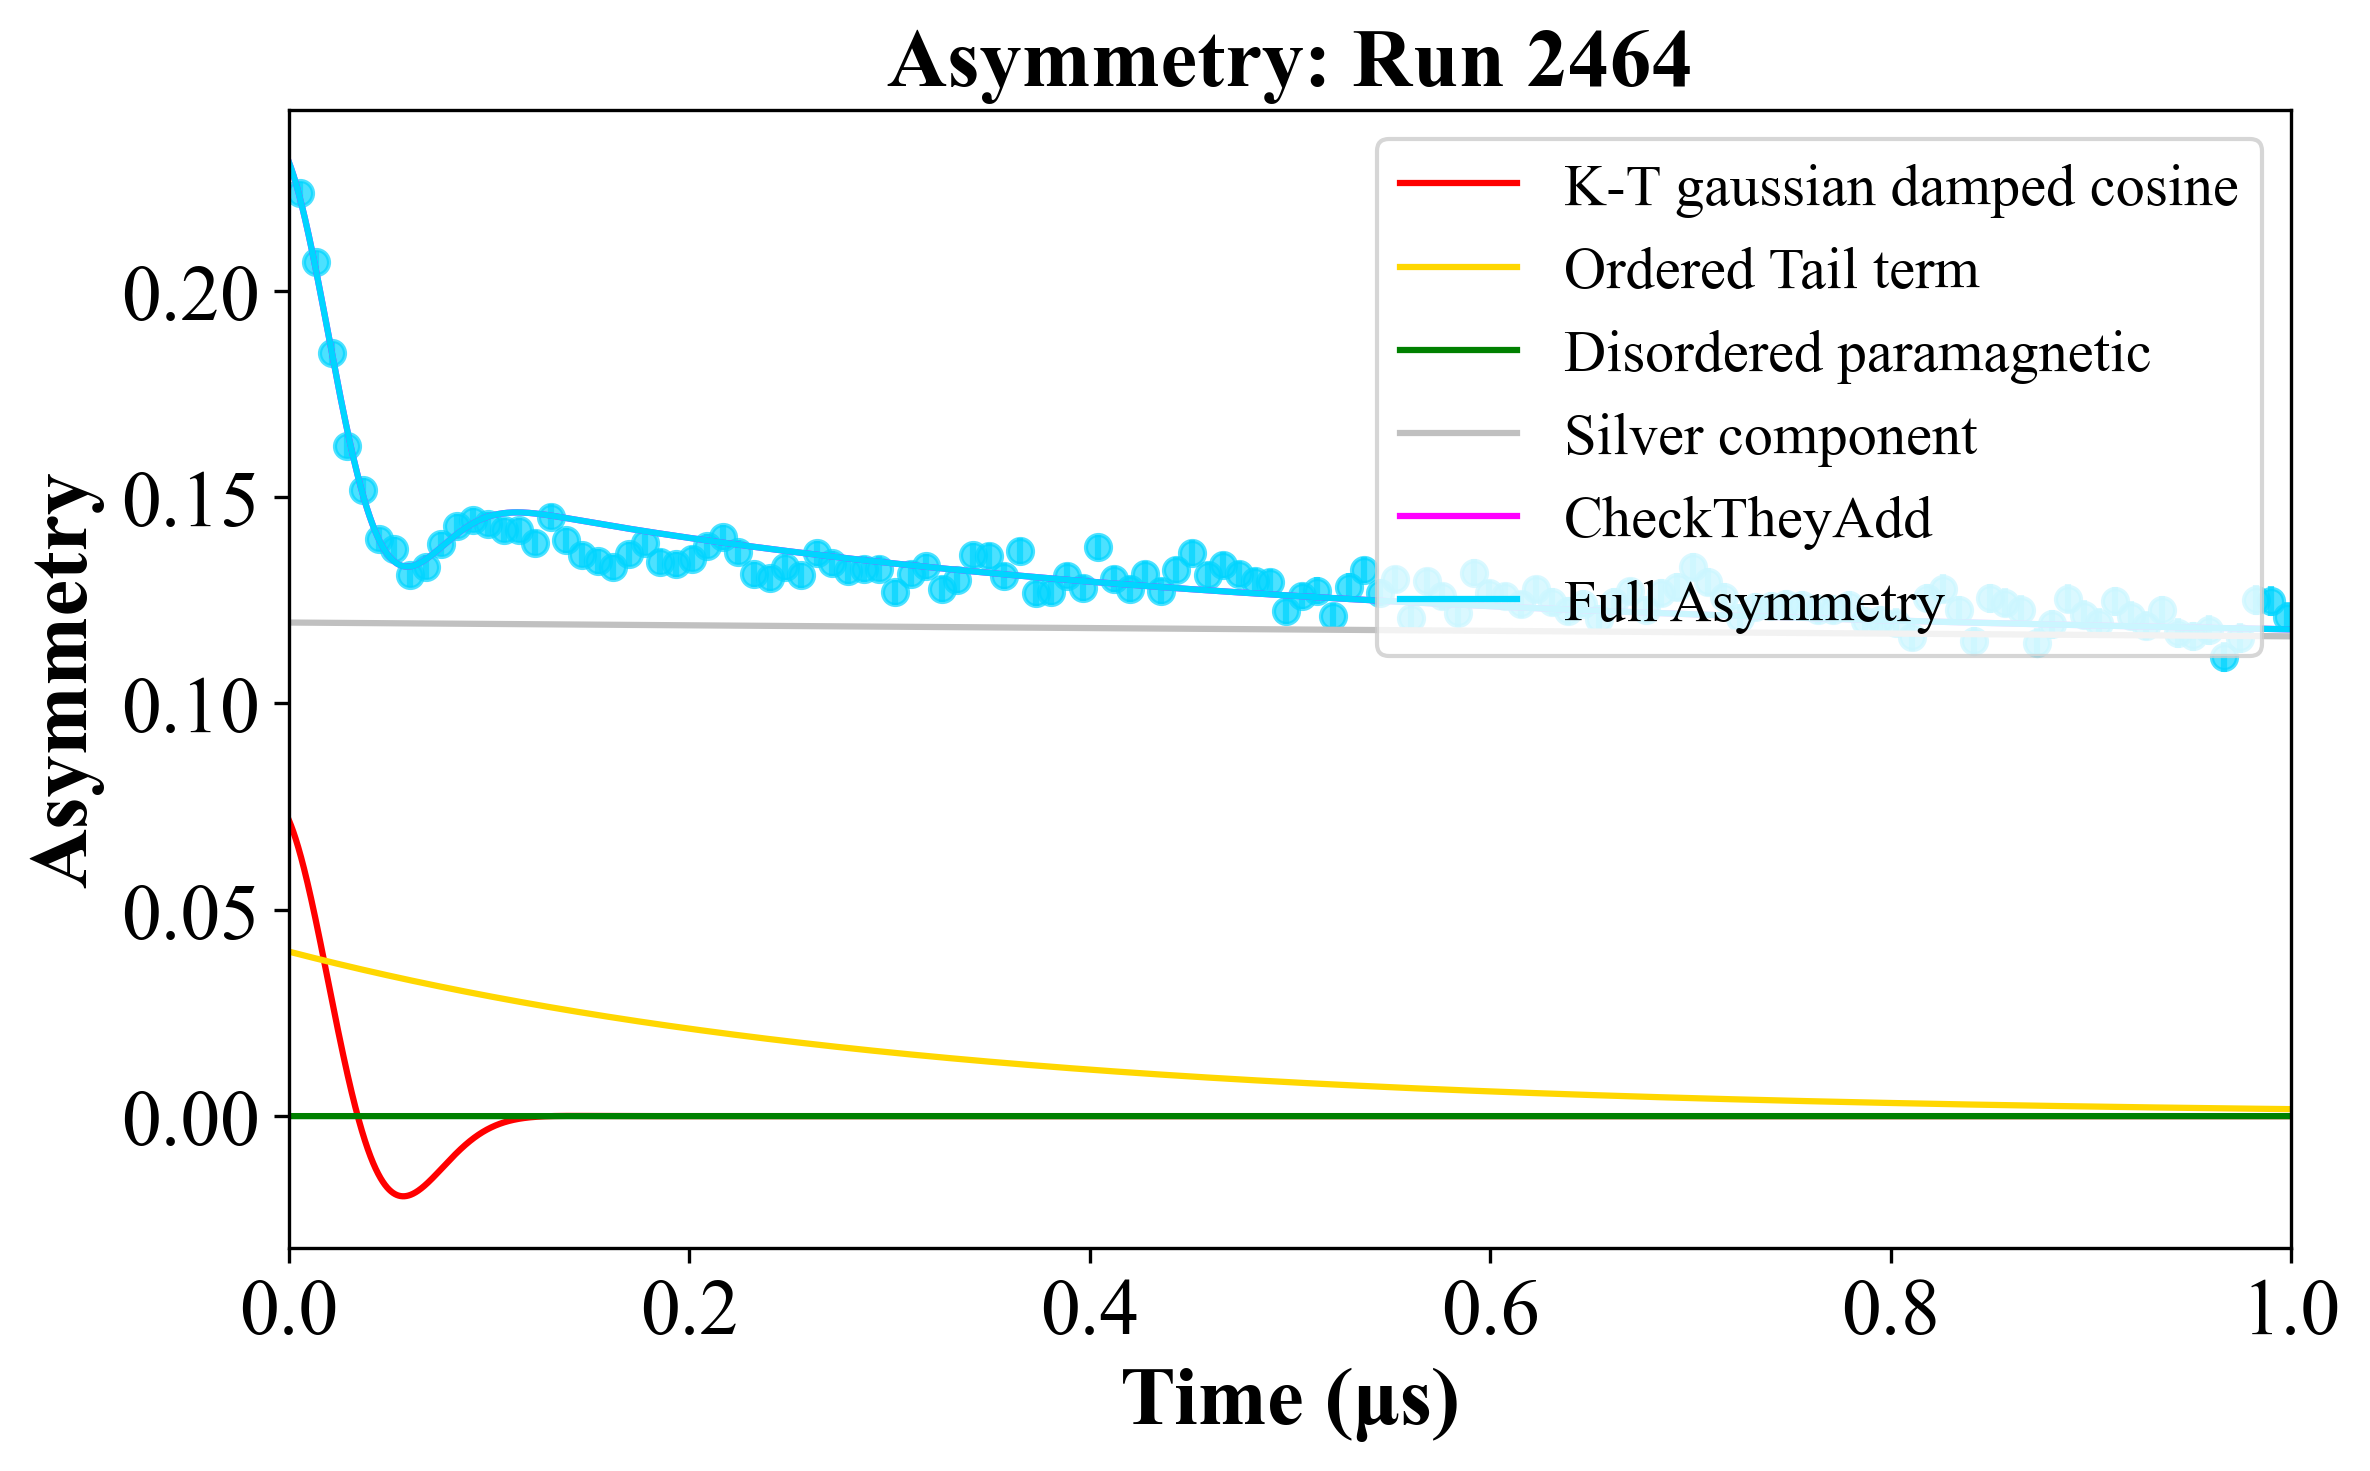 Asymmetry: Run 2464
K-T gaussian damped cosine
Ordered Tail term
Disordered paramagnetic
Silver component
CheckTheyAdd
Full Asymmetry
Asymmetry
0.20
0.15
0.10
0.05
0.00
0.0 0.2 0.4 0.6 0.8 1.0
Time (μs)